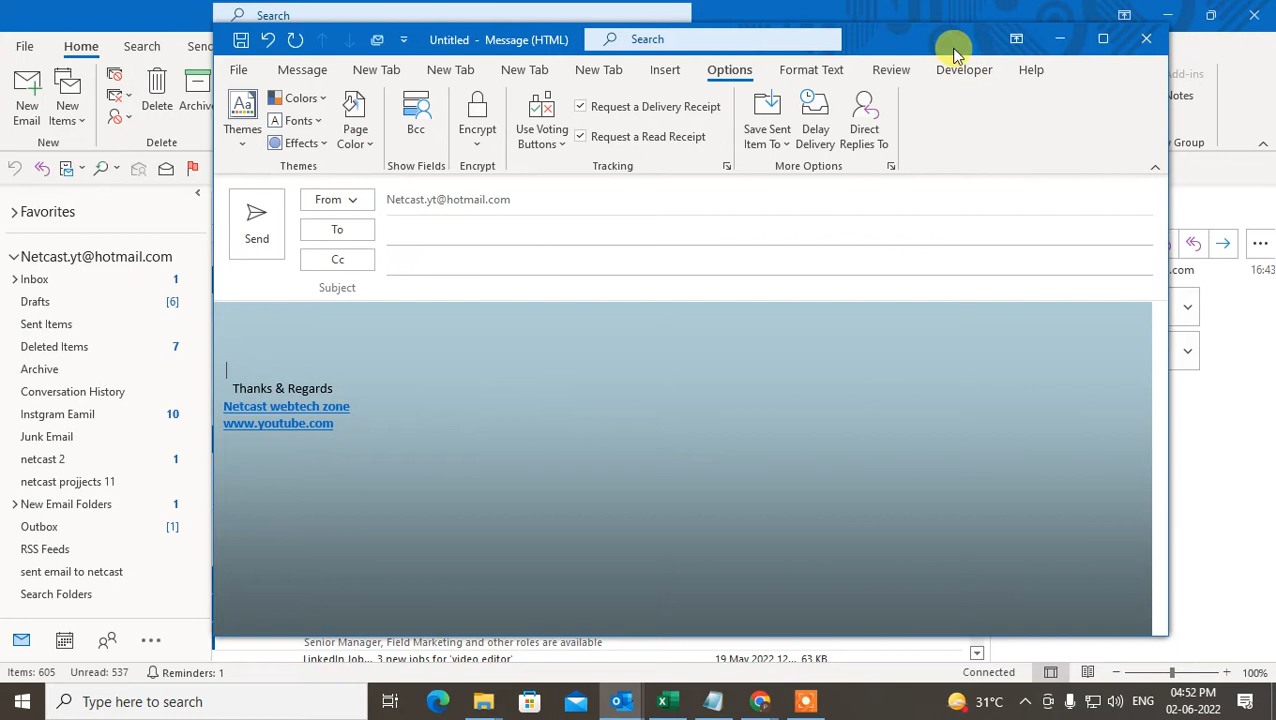 Search
Untitled - Message (HTML)
Search
File
Home
Search
Send
File
Message
New Tab
New Tab
New Tab
New Tab
Insert
Options
Format Text
Review
Developer
Help
New Email
New Items
Delete
Archive
New
Delete
Themes
Colors
Fonts
Effects
Page Color
Themes
Bcc
Show Fields
Encrypt
Encrypt
Use Voting Buttons
Request a Delivery Receipt
Request a Read Receipt
Tracking
Save Sent Item To
Delay Delivery
Direct Replies To
More Options
Add-ins
Notes
Group
Favorites
Netcast.yt@hotmail.com
Inbox 1
Drafts [6]
Sent Items
Deleted Items 7
Archive
Conversation History
Instgram Eamil 10
Junk Email
netcast 2 1
netcast projjects 11
New Email Folders 1
Outbox [1]
RSS Feeds
sent email to netcast
Search Folders
Send
From
Netcast.yt@hotmail.com
To
Cc
Subject
Thanks & Regards
Netcast webtech zone
www.youtube.com
.com
16:43
Senior Manager, Field Marketing and other roles are available
LinkedIn Job... 3 new jobs for 'video editor' 19 May 2022 12... 63 KB
Items: 605 Unread: 537 Reminders: 1
Connected
100%
Type here to search
31°C
ENG
04:52 PM
02-06-2022